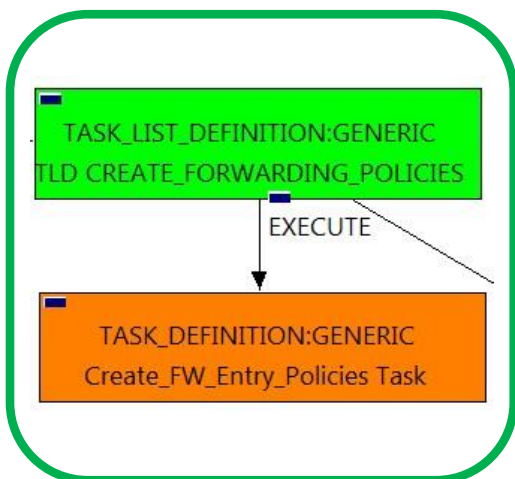 TASK_LIST_DEFINITION:GENERIC
TLD CREATE_FORWARDING_POLICIES
EXECUTE
TASK_DEFINITION:GENERIC
Create_FW_Entry_Policies Task